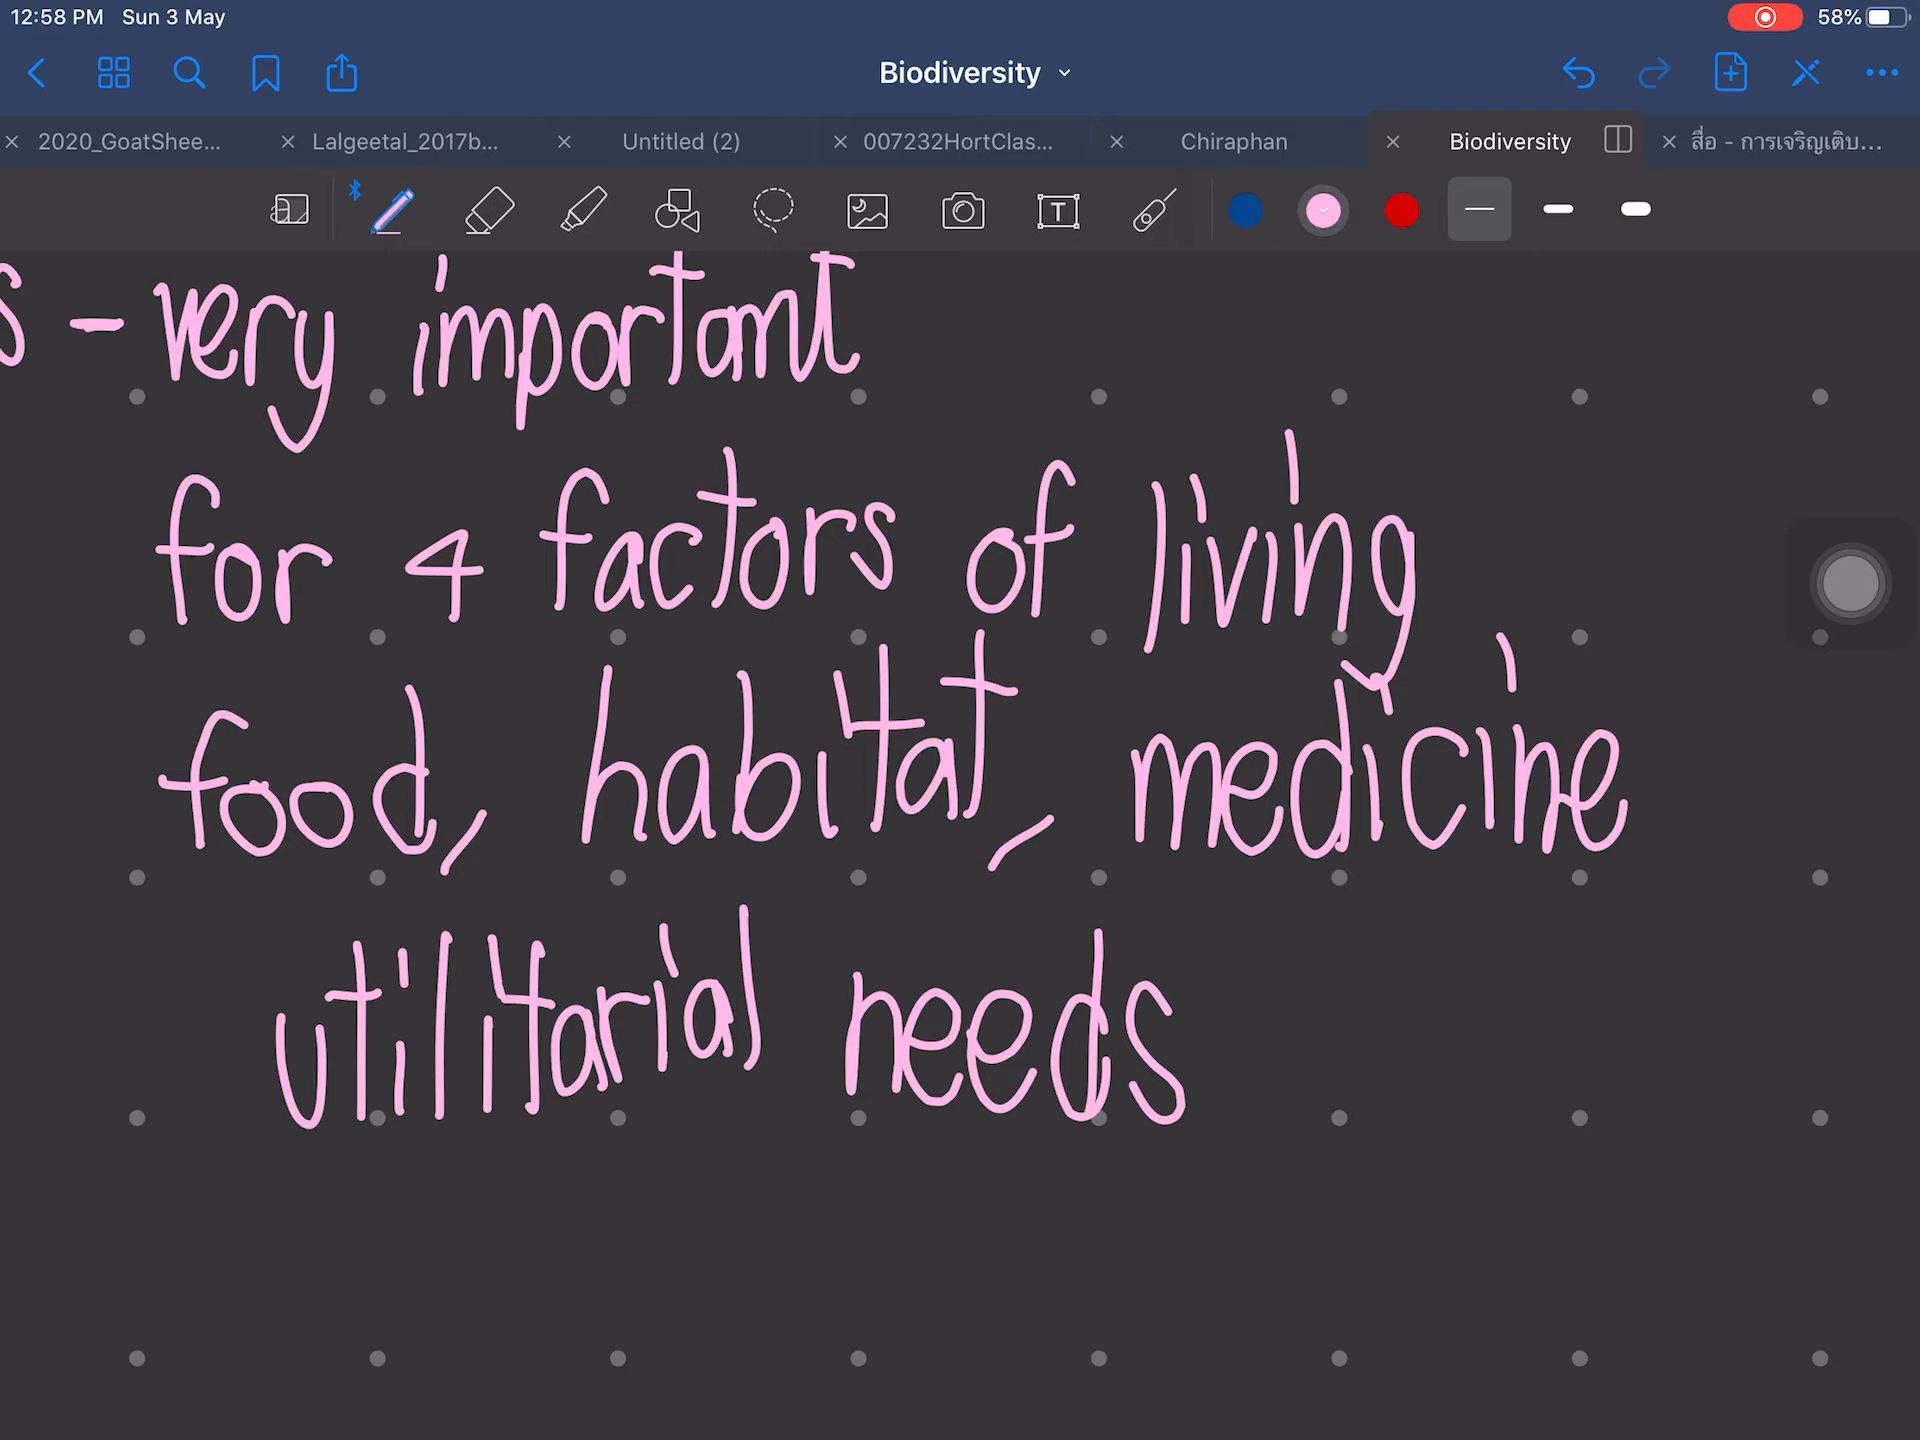 12:58 PM Sun 3 May 58%
Biodiversity
2020_GoatShee... Lalgeetal_2017b... Untitled (2) 007232HortClas... Chiraphan Biodiversity สื่อ - การเจริญเติบ...
s - very important
for 4 factors of living
food, habitat, medicine
utilitarial needs